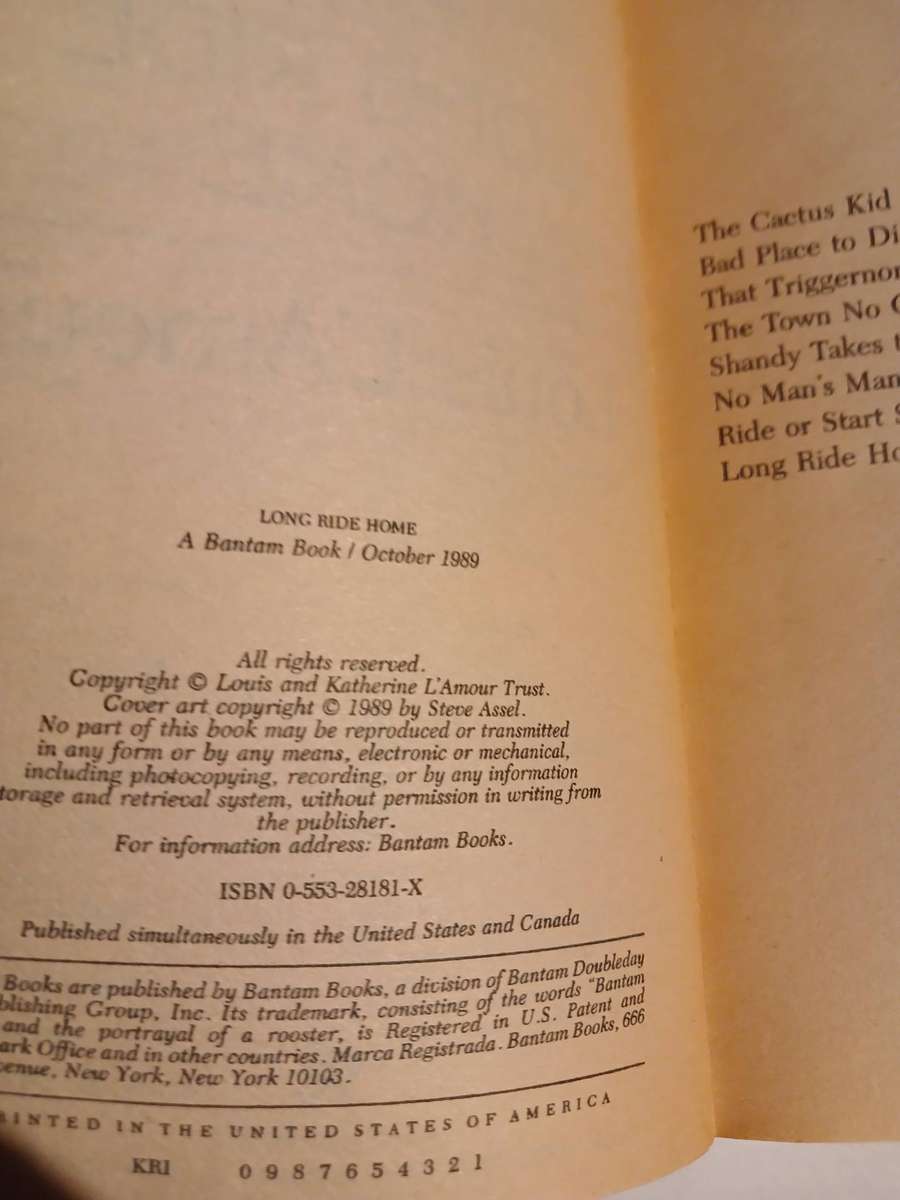 LONG RIDE HOME
A Bantam Book / October 1989
All rights reserved.
Copyright © Louis and Katherine L'Amour Trust.
Cover art copyright © 1989 by Steve Assel.
No part of this book may be reproduced or transmitted
in any form or by any means, electronic or mechanical,
including photocopying, recording, or by any information
torage and retrieval system, without permission in writing from
the publisher.
For information address: Bantam Books.
ISBN 0-553-28181-X
Published simultaneously in the United States and Canada
Books are published by Bantam Books, a division of Bantam Doubleday
blishing Group, Inc. Its trademark, consisting of the words "Bantam
and the portrayal of a rooster, is Registered in U.S. Patent and
ark Office and in other countries. Marca Registrada. Bantam Books, 666
enue, New York, New York 10103.
RINTED IN THE UNITED STATES OF AMERICA
KRI 0 9 8 7 6 5 4 3 2 1
The Cactus Kid
Bad Place to Di
That Triggernor
The Town No
Shandy Takes t
No Man's Man
Ride or Start S
Long Ride Ho